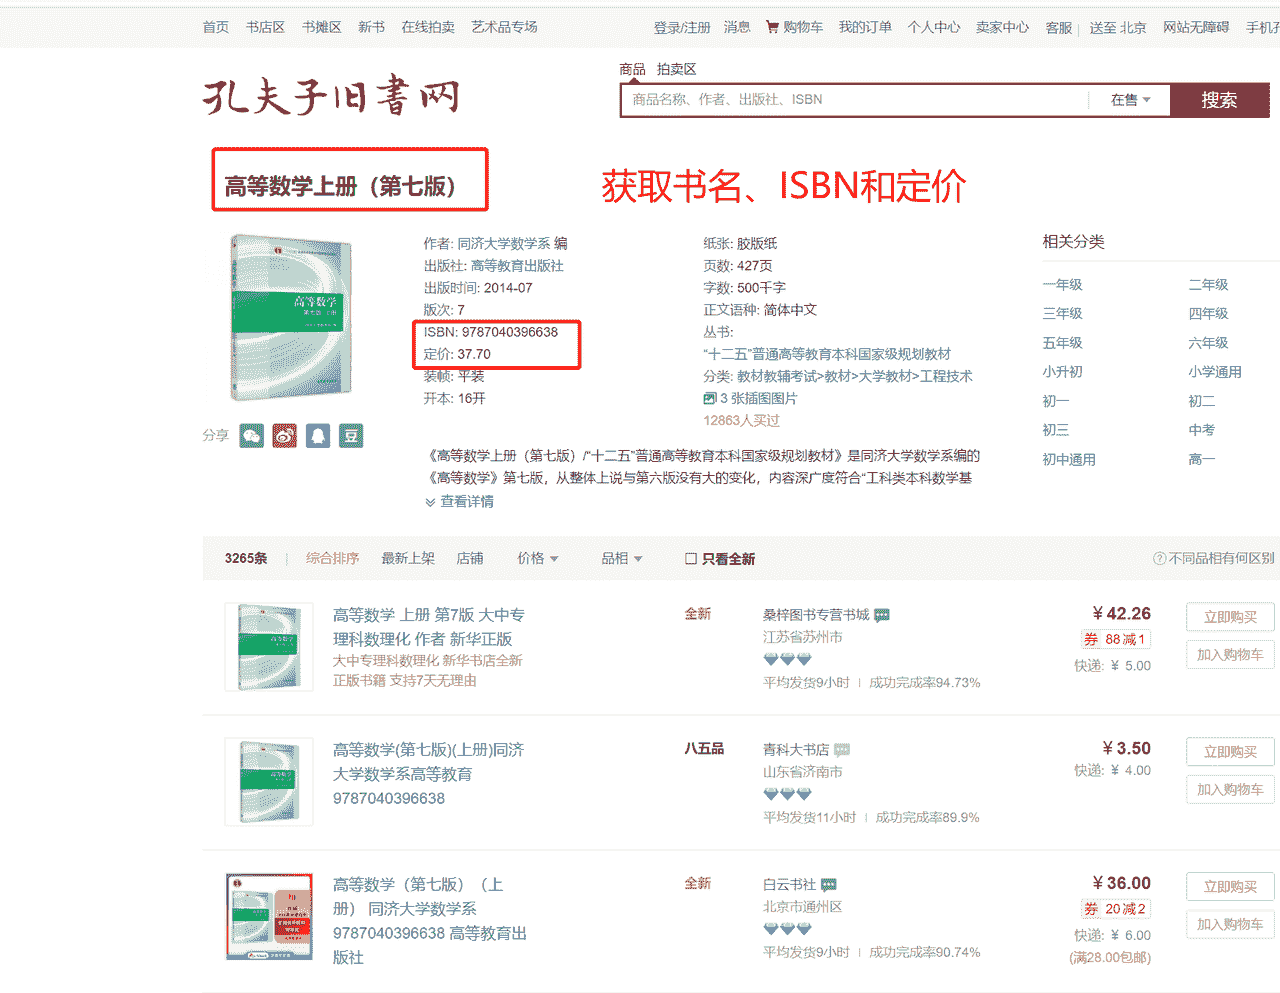 首页 书店区 书摊区 新书 在线拍卖 艺术品专场 登录/注册 消息 购物车 我的订单 个人中心 卖家中心 客服 送至 北京 网站无障碍 手机孔
孔夫子旧書网
商品 拍卖区
商品名称、作者、出版社、ISBN 在售 搜索
高等数学上册（第七版）
获取书名、ISBN和定价
高等数学
作者: 同济大学数学系 编
出版社: 高等教育出版社
出版时间: 2014-07
版次: 7
ISBN: 9787040396638
定价: 37.70
装帧: 平装
开本: 16开
纸张: 胶版纸
页数: 427页
字数: 500千字
正文语种: 简体中文
丛书:
“十二五”普通高等教育本科国家级规划教材
分类: 教材教辅考试>教材>大学教材>工程技术
3 张插图图片
12863人买过
相关分类
一年级 二年级
三年级 四年级
五年级 六年级
小升初 小学通用
初一 初二
初三 中考
初中通用 高一
分享
豆
《高等数学上册（第七版）/“十二五”普通高等教育本科国家级规划教材》是同济大学数学系编的
《高等数学》第七版，从整体上说与第六版没有大的变化，内容深广度符合“工科类本科数学基
查看详情
3265条 综合排序 最新上架 店铺 价格 品相 只看全新 不同品相有何区别
高等数学 上册 第7版 大中专
理科数理化 作者 新华正版
大中专理科数理化 新华书店全新
正版书籍 支持7天无理由
全新
桑梓图书专营书城
江苏省苏州市
平均发货9小时 | 成功完成率94.73%
¥ 42.26
券 88减1
快递: ¥ 5.00
立即购买
加入购物车
高等数学(第七版)(上册)同济
大学数学系高等教育
9787040396638
八五品
青科大书店
山东省济南市
平均发货11小时 | 成功完成率89.9%
¥ 3.50
快递: ¥ 4.00
立即购买
加入购物车
高等数学（第七版）（上
册） 同济大学数学系
9787040396638 高等教育出
版社
全新
白云书社
北京市通州区
平均发货9小时 | 成功完成率90.74%
¥ 36.00
券 20减2
快递: ¥ 6.00
(满28.00包邮)
立即购买
加入购物车